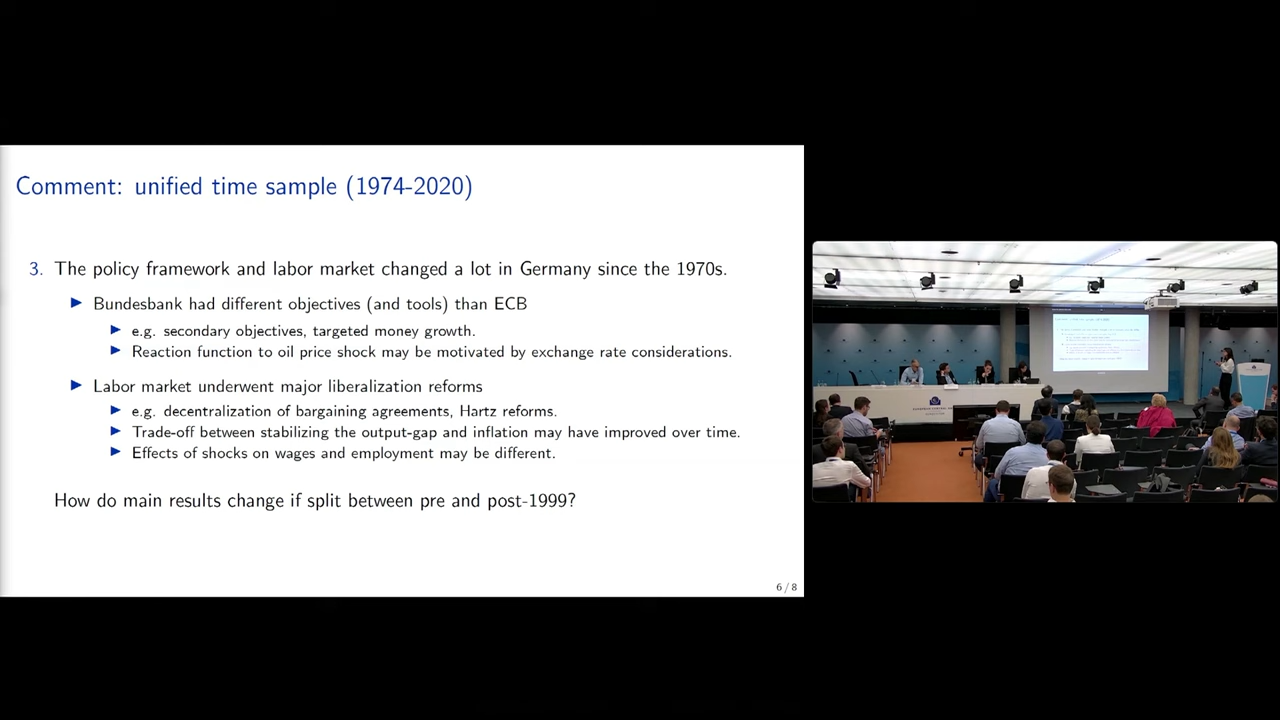 Comment: unified time sample (1974-2020)
3. The policy framework and labor market changed a lot in Germany since the 1970s.
Bundesbank had different objectives (and tools) than ECB
e.g. secondary objectives, targeted money growth.
Reaction function to oil price shock may be motivated by exchange rate considerations.
Labor market underwent major liberalization reforms
e.g. decentralization of bargaining agreements, Hartz reforms.
Trade-off between stabilizing the output-gap and inflation may have improved over time.
Effects of shocks on wages and employment may be different.
How do main results change if split between pre and post-1999?
6 / 8